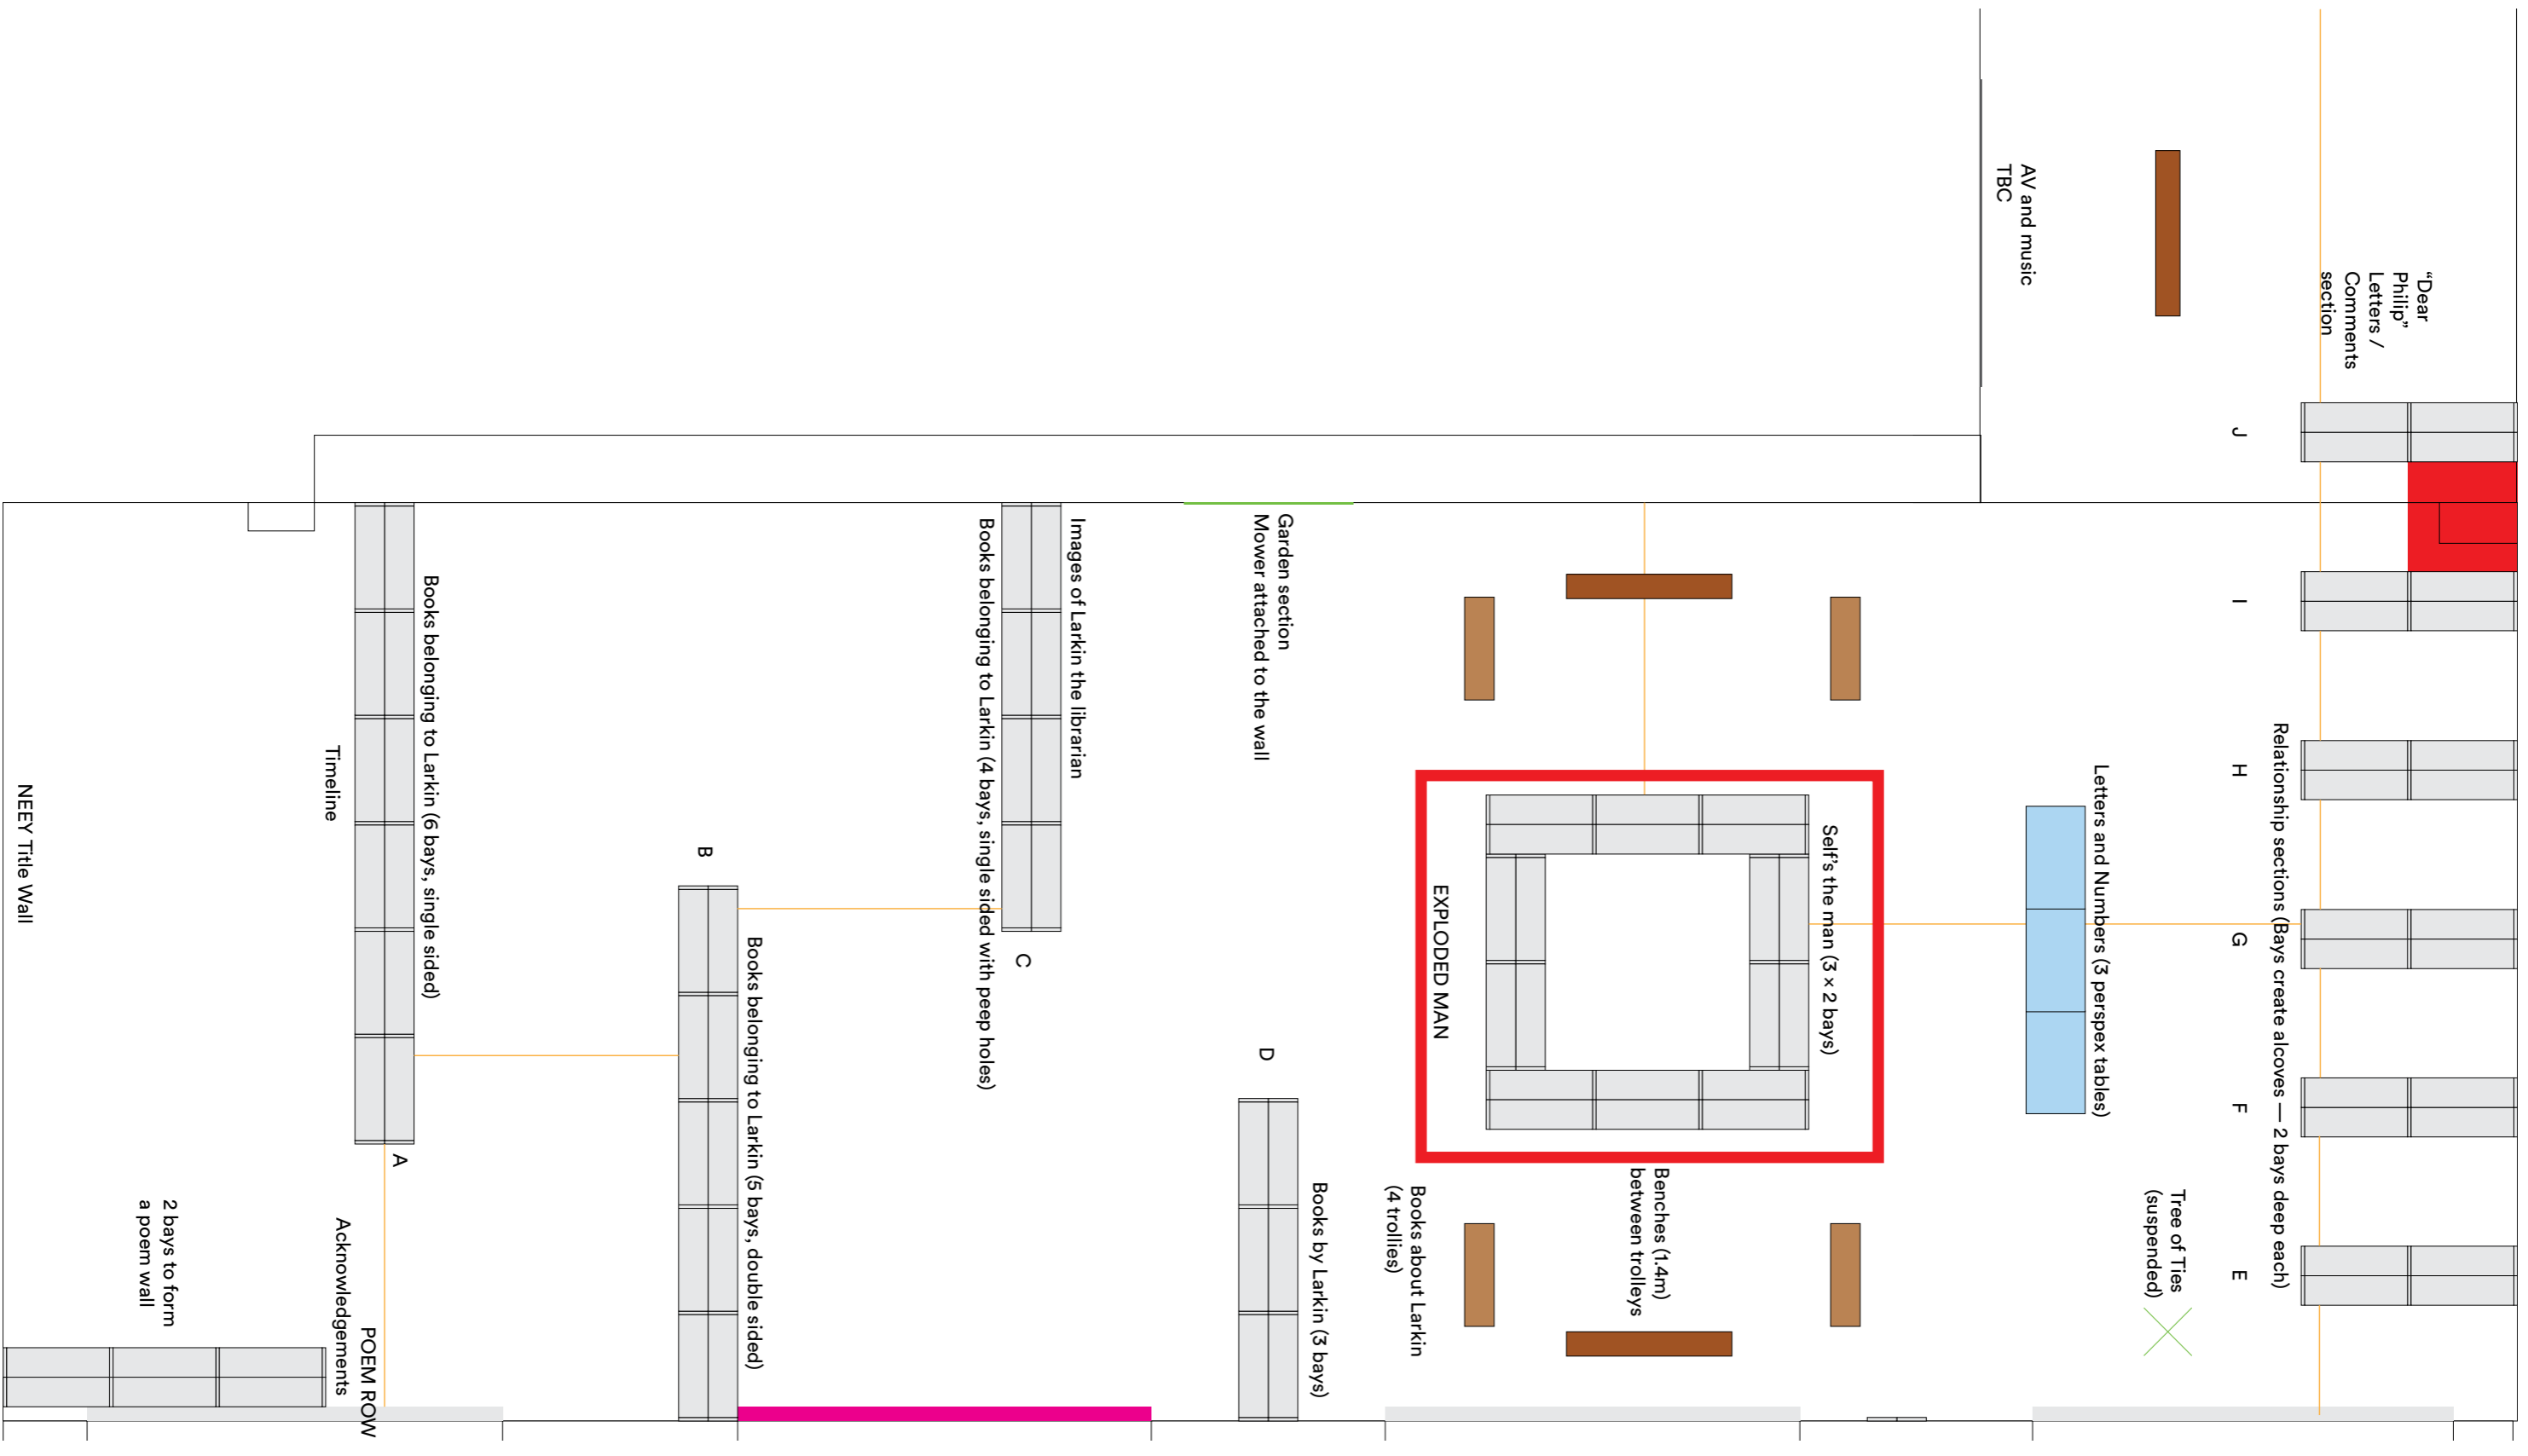 “Dear
Philip”
Letters /
Comments
section
Relationship sections (Bays create alcoves — 2 bays deep each)
J
I
H
G
F
E
Tree of Ties
(suspended)
Letters and Numbers (3 perspex tables)
AV and music
TBC
Self's the man (3 × 2 bays)
Benches (1.4m)
between trolleys
EXPLODED MAN
Books about Larkin
(4 trollies)
Books by Larkin (3 bays)
D
Garden section
Mower attached to the wall
Images of Larkin the librarian
C
Books belonging to Larkin (4 bays, single sided with peep holes)
Books belonging to Larkin (5 bays, double sided)
B
Books belonging to Larkin (6 bays, single sided)
A
POEM ROW
Acknowledgements
Timeline
2 bays to form
a poem wall
NEEY Title Wall